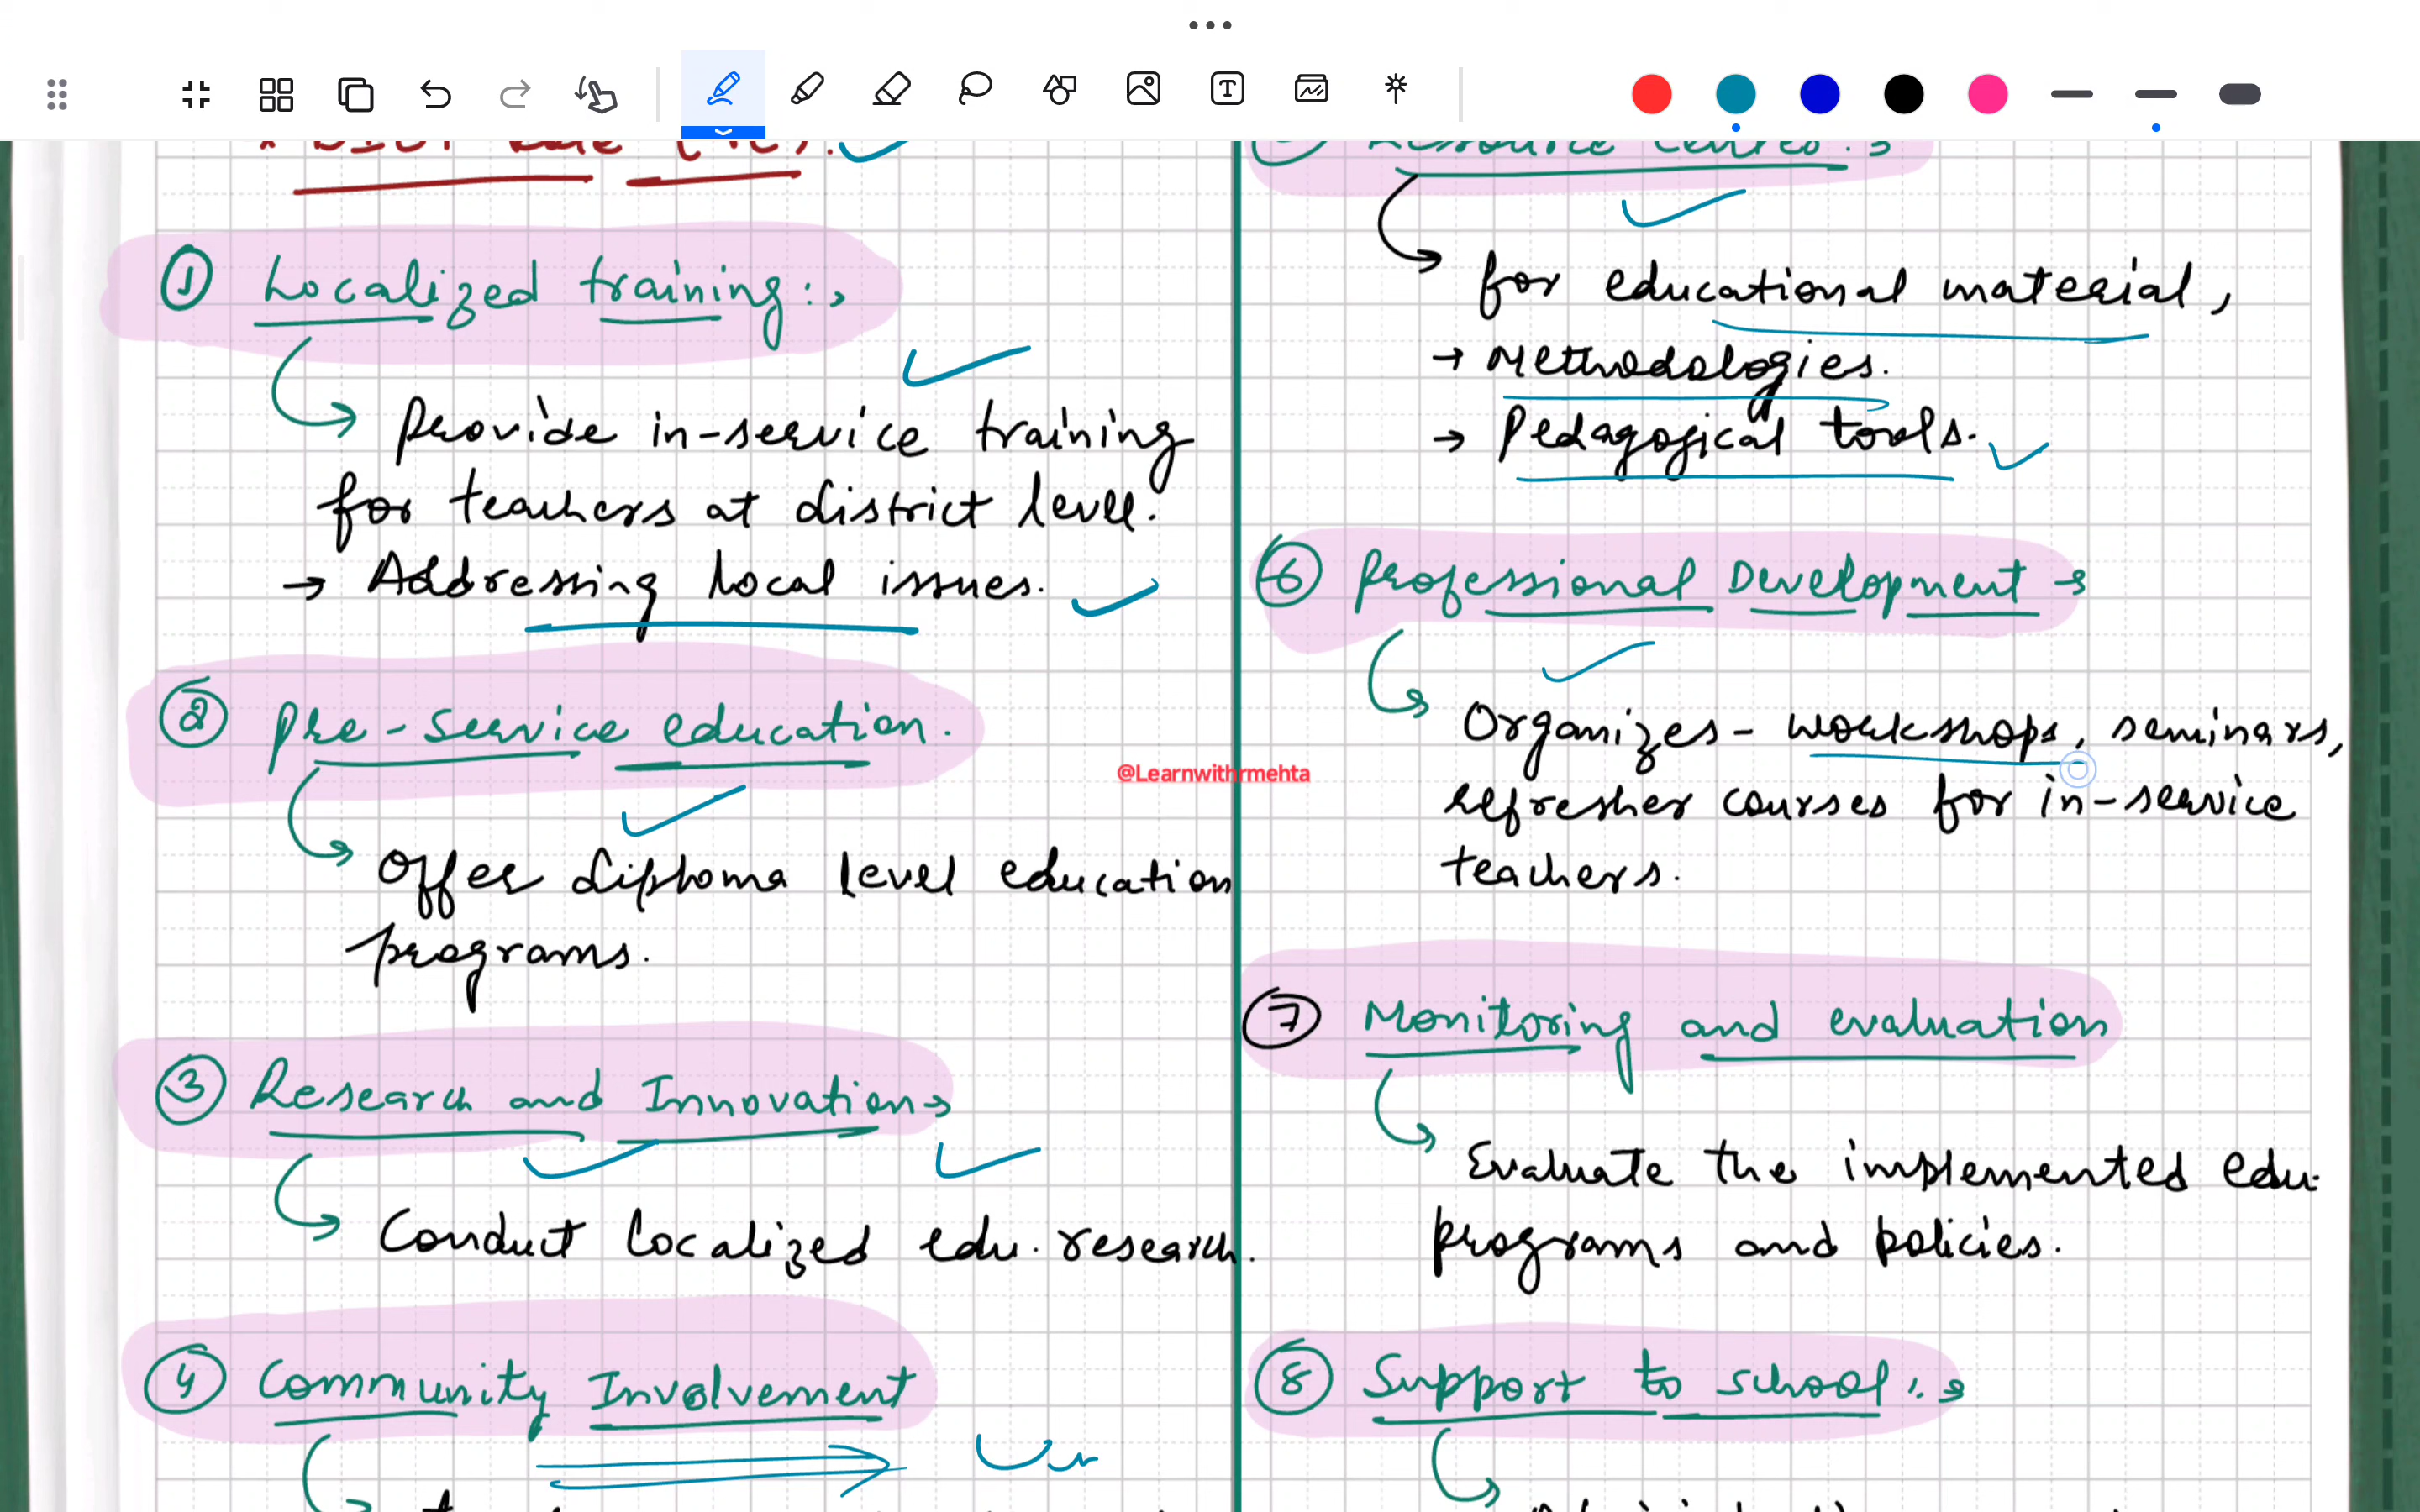 ① Localized training :→
Provide in-service training
for teachers at district level.
→ Addressing local issues.
② Pre-service education.
Offer diploma level education
programs.
③ Research and Innovation→
Conduct localized edu. research.
④ Community Involvement
@Learnwithrmehta
Resource Centres :→
for educational material,
→ Methodologies.
→ Pedagogical tools.
⑥ Professional Development →
Organizes - workshops, seminars,
refresher courses for in-service
teachers.
⑦ Monitoring and evaluation
Evaluate the implemented edu.
programs and policies.
⑧ Support to school :→